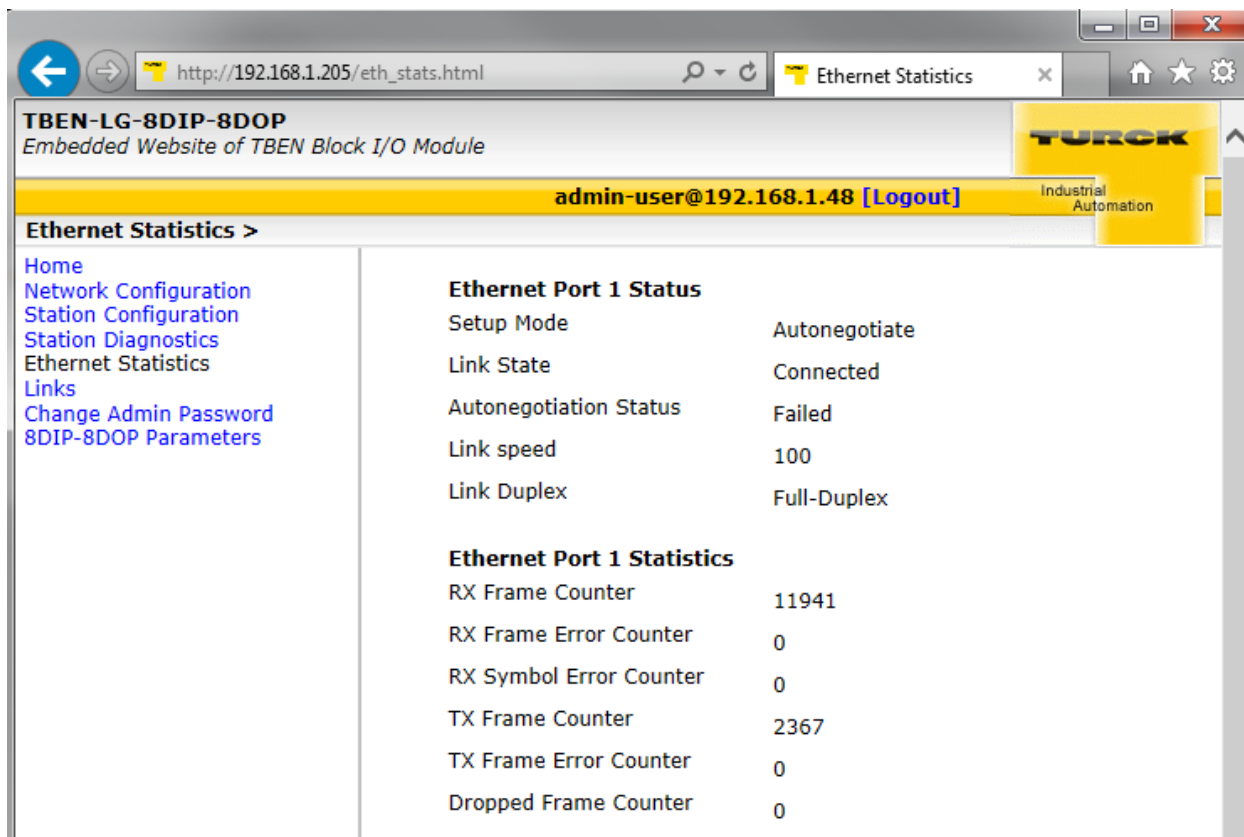 http://192.168.1.205/eth_stats.html
Ethernet Statistics
TBEN-LG-8DIP-8DOP
Embedded Website of TBEN Block I/O Module
TURCK
Industrial
Automation
admin-user@192.168.1.48 [Logout]
Ethernet Statistics >
Home
Network Configuration
Station Configuration
Station Diagnostics
Ethernet Statistics
Links
Change Admin Password
8DIP-8DOP Parameters
Ethernet Port 1 Status
Setup Mode Autonegotiate
Link State Connected
Autonegotiation Status Failed
Link speed 100
Link Duplex Full-Duplex
Ethernet Port 1 Statistics
RX Frame Counter 11941
RX Frame Error Counter 0
RX Symbol Error Counter 0
TX Frame Counter 2367
TX Frame Error Counter 0
Dropped Frame Counter 0